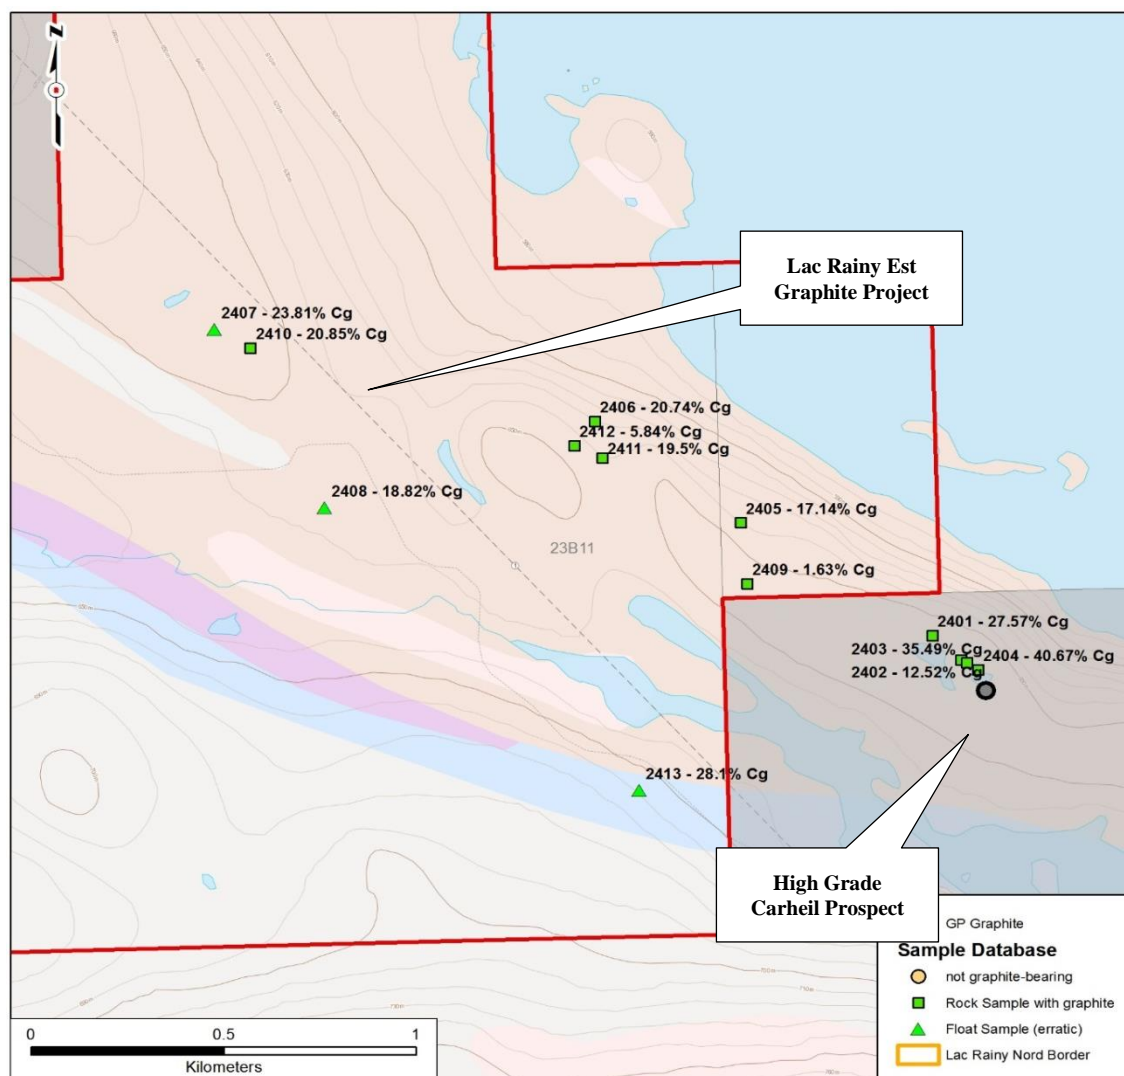 N
Lac Rainy Est
Graphite Project
2407 - 23.81% Cg
2410 - 20.85% Cg
2406 - 20.74% Cg
2412 - 5.84% Cg
2411 - 19.5% Cg
2408 - 18.82% Cg
2405 - 17.14% Cg
23B11
2409 - 1.63% Cg
2401 - 27.57% Cg
2403 - 35.49% Cg
2404 - 40.67% Cg
2402 - 12.52% Cg
2413 - 28.1% Cg
High Grade
Carheil Prospect
GP Graphite
Sample Database
not graphite-bearing
Rock Sample with graphite
Float Sample (erratic)
Lac Rainy Nord Border
0 0.5 1
Kilometers